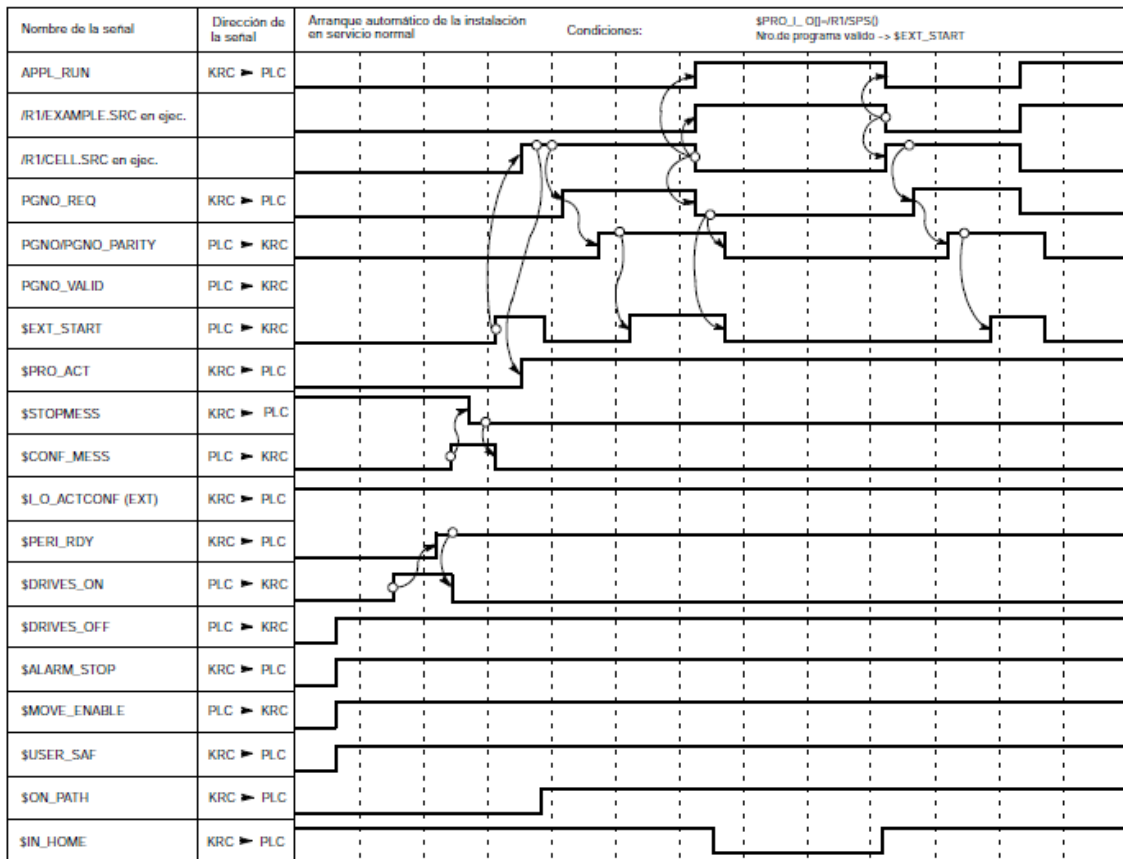 Nombre de la señal
Dirección de
la señal
Arranque automático de la instalación
en servicio normal
Condiciones:
$PRO_I_ O[]=/R1/SPS()
Nro.de programa valido –> $EXT_START
APPL_RUN KRC ► PLC
/R1/EXAMPLE.SRC en ejec.
/R1/CELL.SRC en ejec.
PGNO_REQ KRC ► PLC
PGNO/PGNO_PARITY PLC ► KRC
PGNO_VALID PLC ► KRC
$EXT_START PLC ► KRC
$PRO_ACT KRC ► PLC
$STOPMESS KRC ► PLC
$CONF_MESS PLC ► KRC
$I_O_ACTCONF (EXT) KRC ► PLC
$PERI_RDY KRC ► PLC
$DRIVES_ON PLC ► KRC
$DRIVES_OFF PLC ► KRC
$ALARM_STOP KRC ► PLC
$MOVE_ENABLE PLC ► KRC
$USER_SAF KRC ► PLC
$ON_PATH KRC ► PLC
$IN_HOME KRC ► PLC